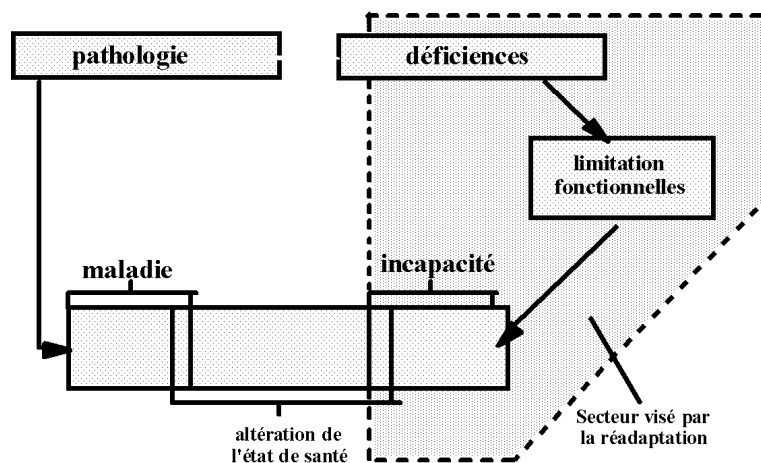 pathologie
déficiences
limitation
fonctionnelles
maladie
incapacité
altération de
l'état de santé
Secteur visé par
la réadaptation